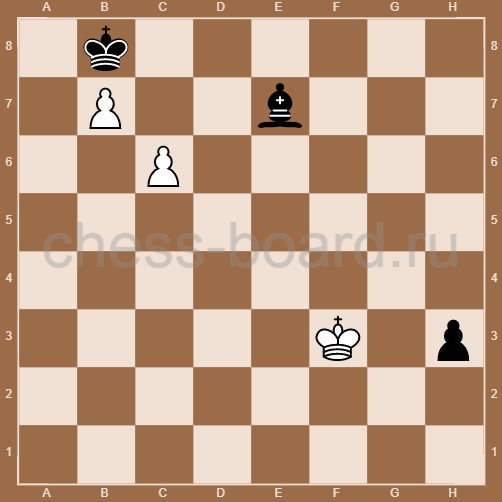 A B C D E F G H
8 8
7 7
6 6
5 5
chess-board.ru
4 4
3 3
2 2
1 1
A B C D E F G H